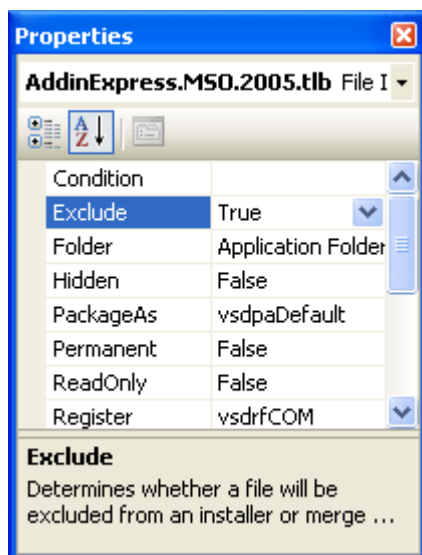 Properties
AddinExpress.MSO.2005.tlb File I
A
Z
Condition
Exclude True
Folder Application Folder
Hidden False
PackageAs vsdpaDefault
Permanent False
ReadOnly False
Register vsdrfCOM
Exclude
Determines whether a file will be
excluded from an installer or merge ...